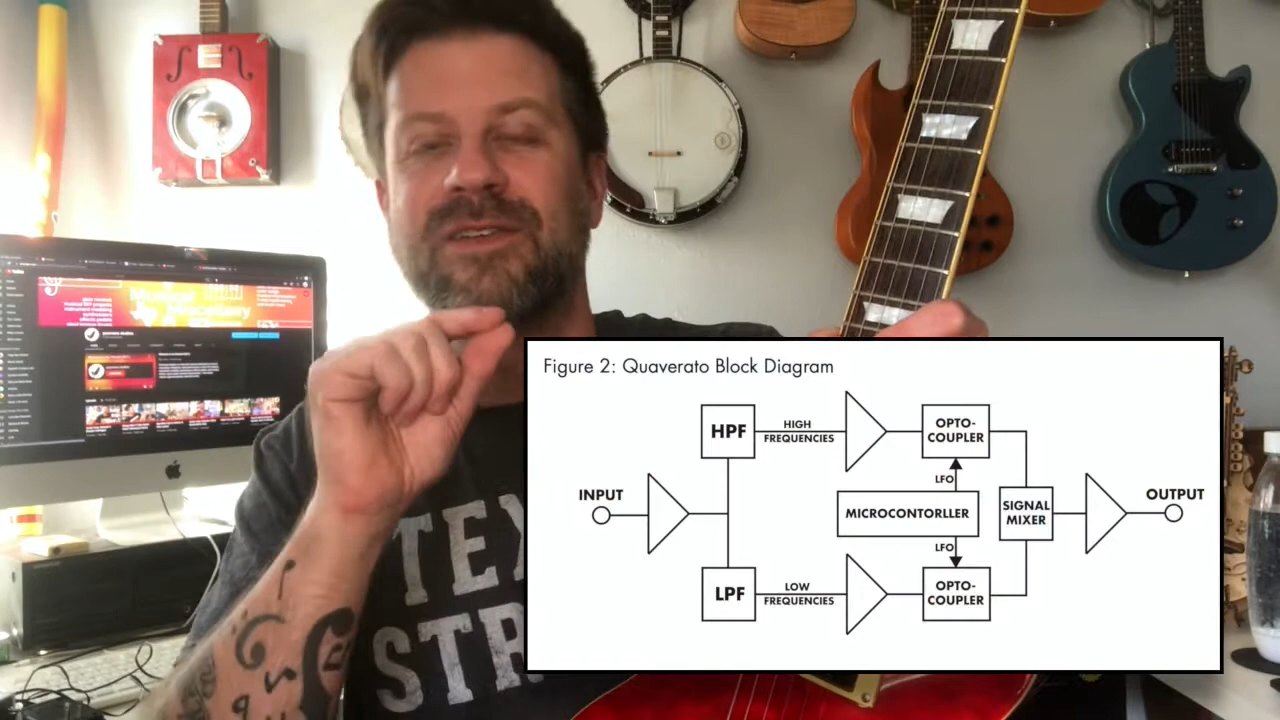 Musical
TEX
STR
Figure 2: Quaverato Block Diagram
HPF
HIGH
FREQUENCIES
OPTO-
COUPLER
LFO
INPUT
MICROCONTORLLER
SIGNAL
MIXER
OUTPUT
LFO
LPF
LOW
FREQUENCIES
OPTO-
COUPLER